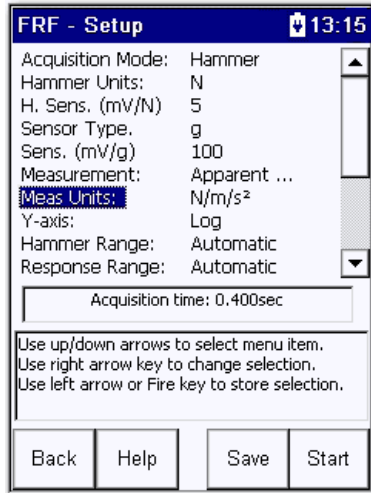 FRF - Setup 13:15
Acquisition Mode: Hammer
Hammer Units: N
H. Sens. (mV/N) 5
Sensor Type. g
Sens. (mV/g) 100
Measurement: Apparent ...
Meas Units: N/m/s²
Y-axis: Log
Hammer Range: Automatic
Response Range: Automatic
Acquisition time: 0.400sec
Use up/down arrows to select menu item.
Use right arrow key to change selection.
Use left arrow or Fire key to store selection.
Back Help Save Start